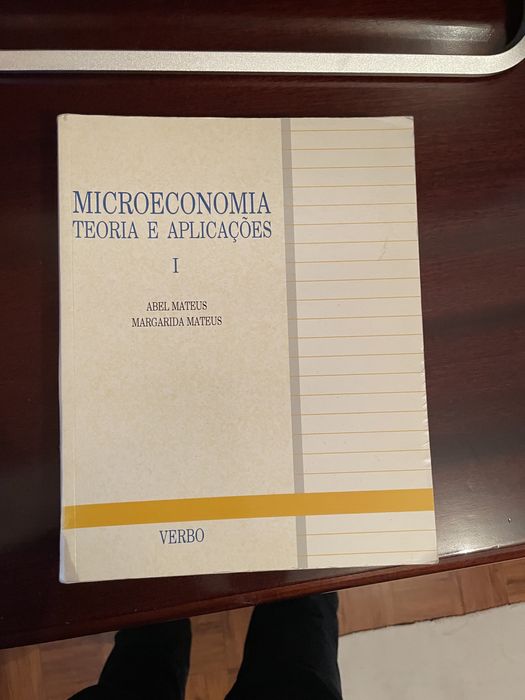 MICROECONOMIA
TEORIA E APLICAÇÕES
I
ABEL MATEUS
MARGARIDA MATEUS
VERBO